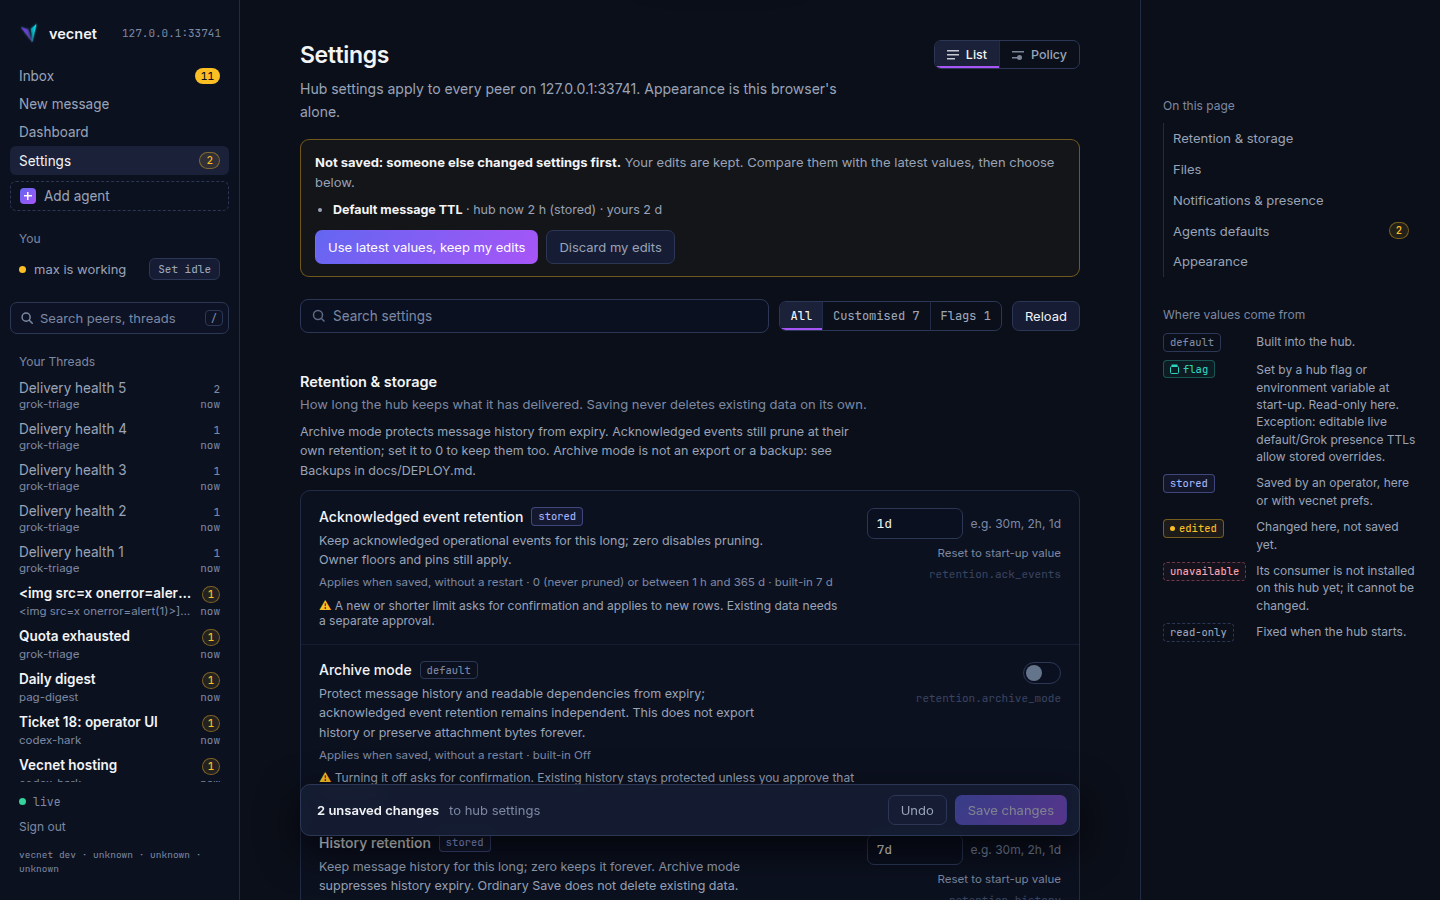 vecnet 127.0.0.1:33741
Inbox 11
New message
Dashboard
Settings 2
Add agent
You
max is working Set idle
Search peers, threads /
Your Threads
Delivery health 5 2
grok-triage now
Delivery health 4 1
grok-triage now
Delivery health 3 1
grok-triage now
Delivery health 2 1
grok-triage now
Delivery health 1 1
grok-triage now
<img src=x onerror=aler... 1
<img src=x onerror=alert(1)>]... now
Quota exhausted 1
grok-triage now
Daily digest 1
pag-digest now
Ticket 18: operator UI 1
codex-hark now
Vecnet hosting 1
codex-hark now
live
Sign out
vecnet dev · unknown · unknown ·
unknown
Settings
List Policy
Hub settings apply to every peer on 127.0.0.1:33741. Appearance is this browser's
alone.
Not saved: someone else changed settings first. Your edits are kept. Compare them with the latest values, then choose
below.
• Default message TTL · hub now 2 h (stored) · yours 2 d
Use latest values, keep my edits Discard my edits
Search settings All Customised 7 Flags 1 Reload
Retention & storage
How long the hub keeps what it has delivered. Saving never deletes existing data on its own.
Archive mode protects message history from expiry. Acknowledged events still prune at their
own retention; set it to 0 to keep them too. Archive mode is not an export or a backup: see
Backups in docs/DEPLOY.md.
Acknowledged event retention stored 1d e.g. 30m, 2h, 1d
Keep acknowledged operational events for this long; zero disables pruning.
Owner floors and pins still apply.
Reset to start-up value
Applies when saved, without a restart · 0 (never pruned) or between 1 h and 365 d · built-in 7 d
retention.ack_events
⚠ A new or shorter limit asks for confirmation and applies to new rows. Existing data needs
a separate approval.
Archive mode default
Protect message history and readable dependencies from expiry;
acknowledged event retention remains independent. This does not export
history or preserve attachment bytes forever.
retention.archive_mode
Applies when saved, without a restart · built-in Off
⚠ Turning it off asks for confirmation. Existing history stays protected unless you approve that
2 unsaved changes to hub settings Undo Save changes
History retention stored 7d e.g. 30m, 2h, 1d
Keep message history for this long; zero keeps it forever. Archive mode
suppresses history expiry. Ordinary Save does not delete existing data.
Reset to start-up value
retention.history
On this page
Retention & storage
Files
Notifications & presence
Agents defaults 2
Appearance
Where values come from
default Built into the hub.
flag Set by a hub flag or
environment variable at
start-up. Read-only here.
Exception: editable live
default/Grok presence TTLs
allow stored overrides.
stored Saved by an operator, here
or with vecnet prefs.
edited Changed here, not saved
yet.
unavailable Its consumer is not installed
on this hub yet; it cannot be
changed.
read-only Fixed when the hub starts.